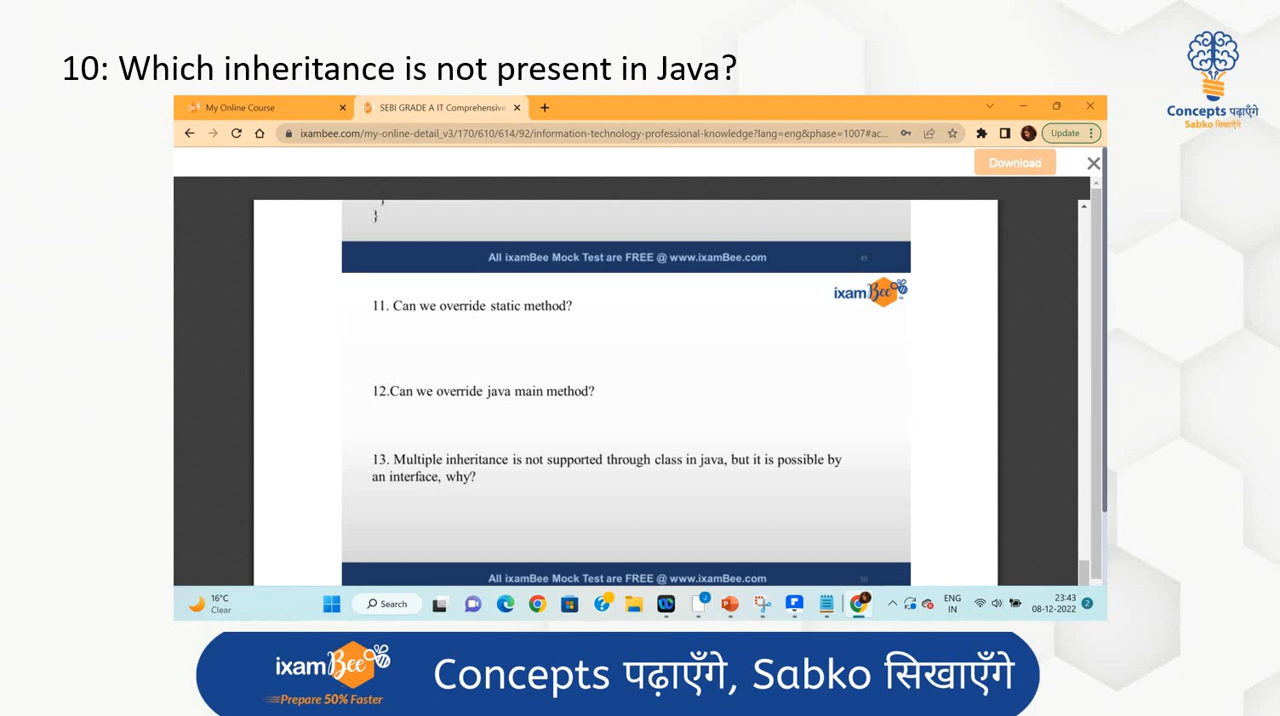 10: Which inheritance is not present in Java?
Concepts पढ़ाएँगे
Sabko सिखाएँगे
My Online Course
SEBI GRADE A IT Comprehensive
ixambee.com/my-online-detail_v3/170/610/614/92/information-technology-professional-knowledge?lang=eng&phase=1007#ac...
Update
Download
}
All ixamBee Mock Test are FREE @ www.ixamBee.com
ixamBee
11. Can we override static method?
12.Can we override java main method?
13. Multiple inheritance is not supported through class in java, but it is possible by
an interface, why?
All ixamBee Mock Test are FREE @ www.ixamBee.com
16°C
Clear
Search
ENG
IN
23:43
08-12-2022
2
ixamBee
Prepare 50% Faster
Concepts पढ़ाएँगे, Sabko सिखाएँगे